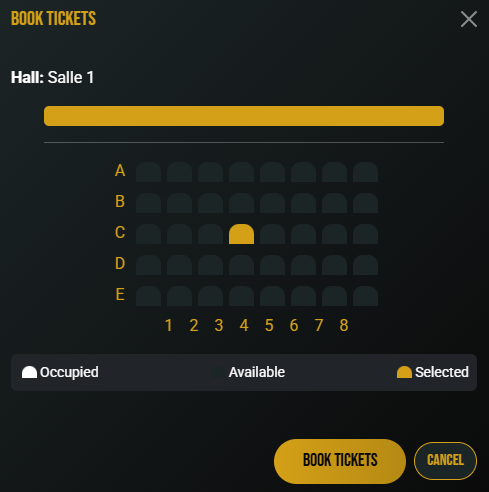 BOOK TICKETS
Hall: Salle 1
A
B
C
D
E
1 2 3 4 5 6 7 8
Occupied Available Selected
BOOK TICKETS CANCEL